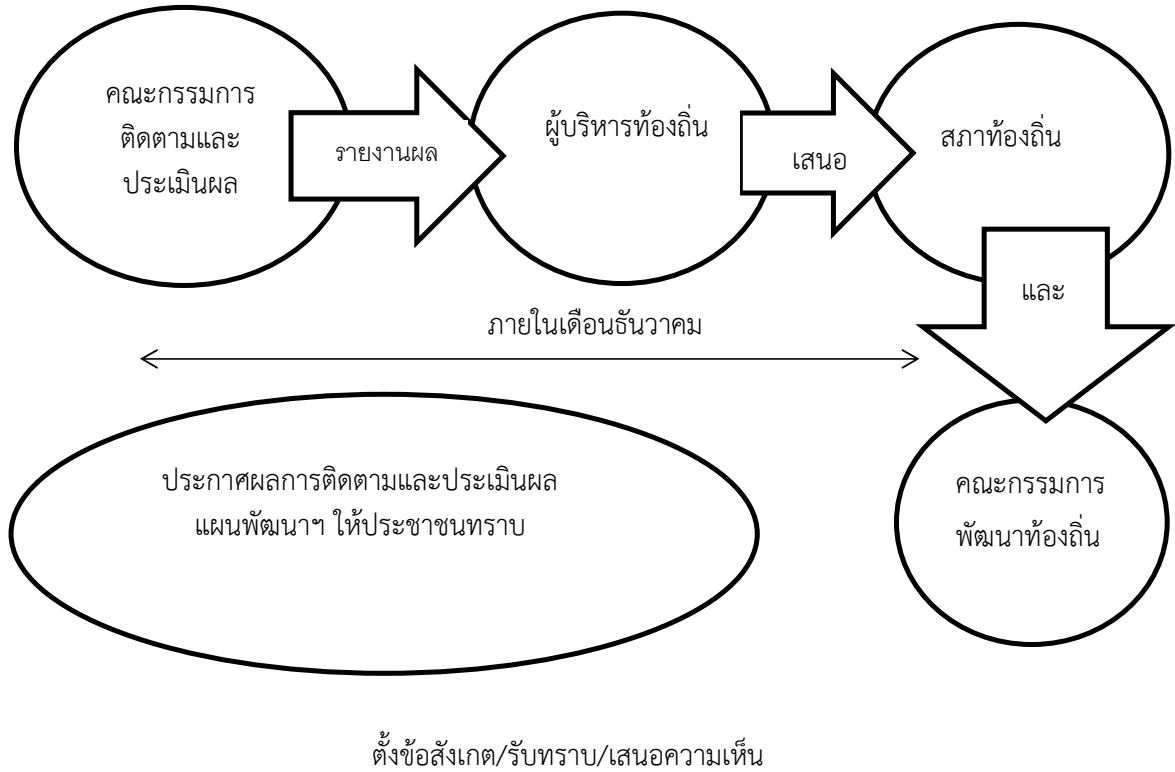 คณะกรรมการ
ติดตามและ
ประเมินผล
รายงานผล
ผู้บริหารท้องถิ่น
เสนอ
สภาท้องถิ่น
และ
ภายในเดือนธันวาคม
ประกาศผลการติดตามและประเมินผล
แผนพัฒนาฯ ให้ประชาชนทราบ
คณะกรรมการ
พัฒนาท้องถิ่น
ตั้งข้อสังเกต/รับทราบ/เสนอความเห็น